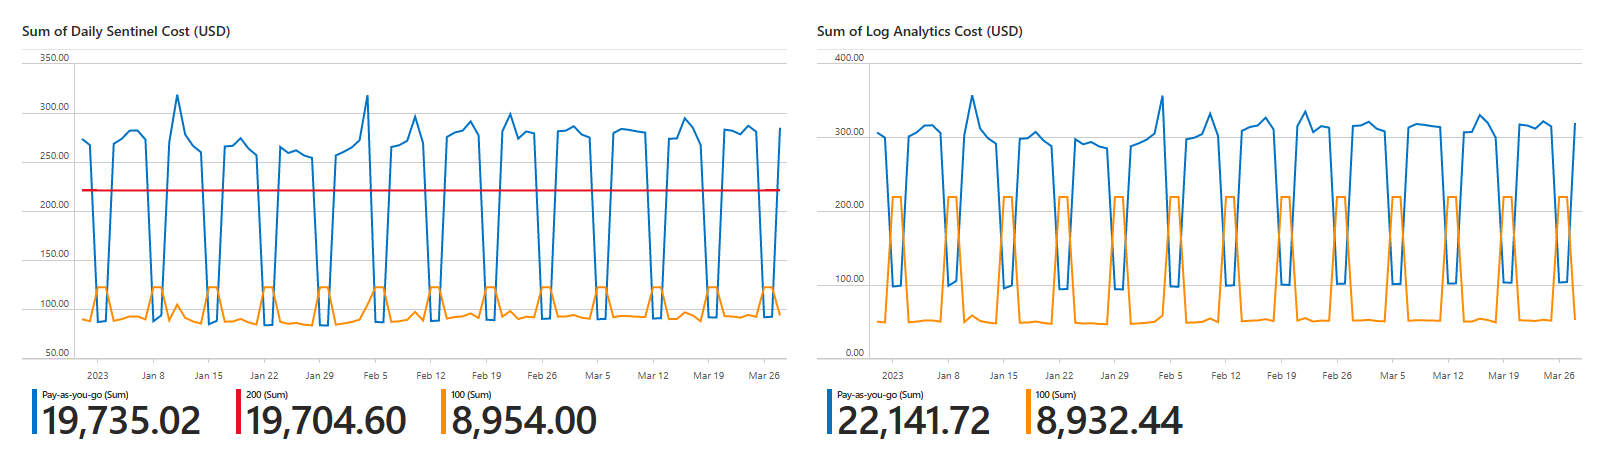 Sum of Daily Sentinel Cost (USD)
350.00
300.00
250.00
200.00
150.00
100.00
50.00
2023 Jan 8 Jan 15 Jan 22 Jan 29 Feb 5 Feb 12 Feb 19 Feb 26 Mar 5 Mar 12 Mar 19 Mar 26
Pay-as-you-go (Sum) 200 (Sum) 100 (Sum)
19,735.02 19,704.60 8,954.00
Sum of Log Analytics Cost (USD)
400.00
300.00
200.00
100.00
0.00
2023 Jan 8 Jan 15 Jan 22 Jan 29 Feb 5 Feb 12 Feb 19 Feb 26 Mar 5 Mar 12 Mar 19 Mar 26
Pay-as-you-go (Sum) 100 (Sum)
22,141.72 8,932.44